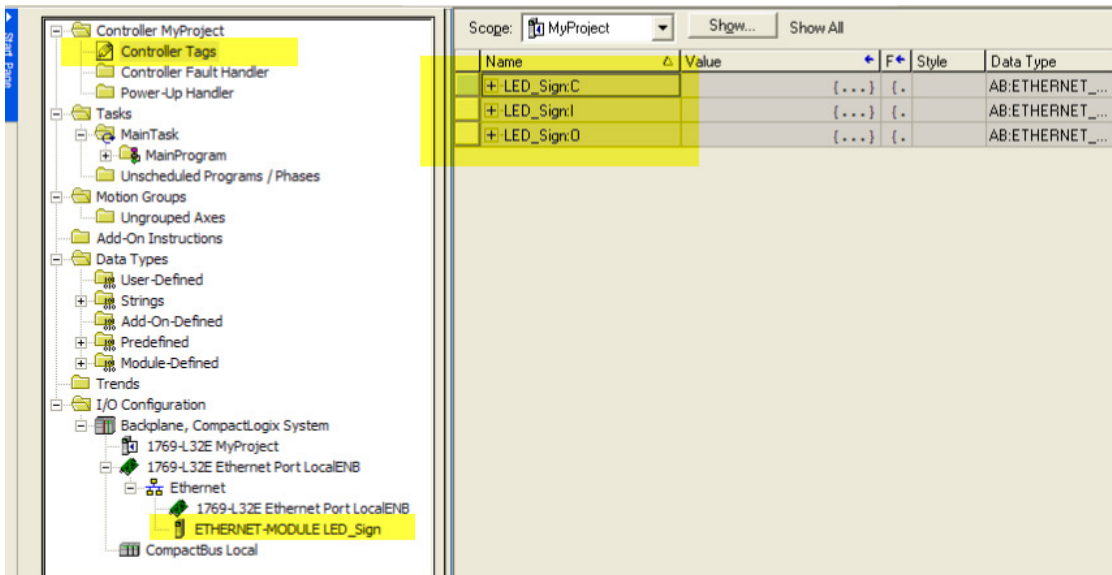 Start Page
Controller MyProject
Controller Tags
Controller Fault Handler
Power-Up Handler
Tasks
MainTask
MainProgram
Unscheduled Programs / Phases
Motion Groups
Ungrouped Axes
Add-On Instructions
Data Types
User-Defined
Strings
Add-On-Defined
Predefined
Module-Defined
Trends
I/O Configuration
Backplane, CompactLogix System
1769-L32E MyProject
1769-L32E Ethernet Port LocalENB
Ethernet
1769-L32E Ethernet Port LocalENB
ETHERNET-MODULE LED_Sign
CompactBus Local
Scope: MyProject Show... Show All
Name Value F Style Data Type
LED_Sign:C {...} {. AB:ETHERNET_...
LED_Sign:I {...} {. AB:ETHERNET_...
LED_Sign:O {...} {. AB:ETHERNET_...